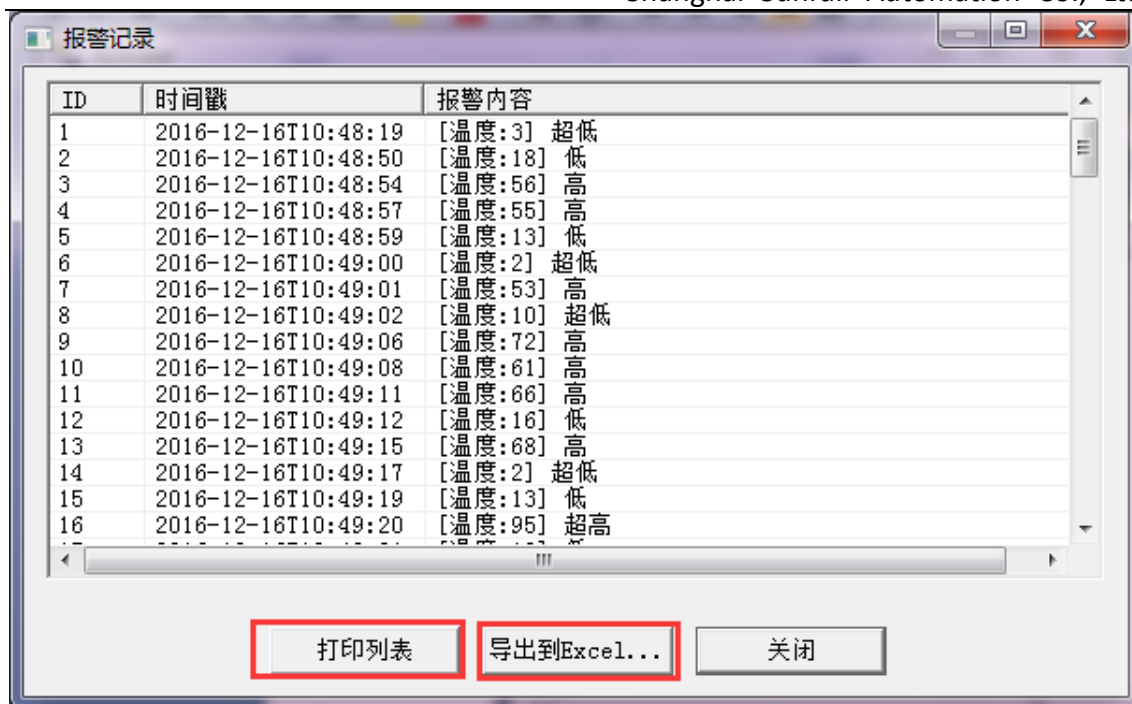 报警记录
ID 时间戳 报警内容
1 2016-12-16T10:48:19 [温度:3] 超低
2 2016-12-16T10:48:50 [温度:18] 低
3 2016-12-16T10:48:54 [温度:56] 高
4 2016-12-16T10:48:57 [温度:55] 高
5 2016-12-16T10:48:59 [温度:13] 低
6 2016-12-16T10:49:00 [温度:2] 超低
7 2016-12-16T10:49:01 [温度:53] 高
8 2016-12-16T10:49:02 [温度:10] 超低
9 2016-12-16T10:49:06 [温度:72] 高
10 2016-12-16T10:49:08 [温度:61] 高
11 2016-12-16T10:49:11 [温度:66] 高
12 2016-12-16T10:49:12 [温度:16] 低
13 2016-12-16T10:49:15 [温度:68] 高
14 2016-12-16T10:49:17 [温度:2] 超低
15 2016-12-16T10:49:19 [温度:13] 低
16 2016-12-16T10:49:20 [温度:95] 超高
打印列表 导出到Excel... 关闭